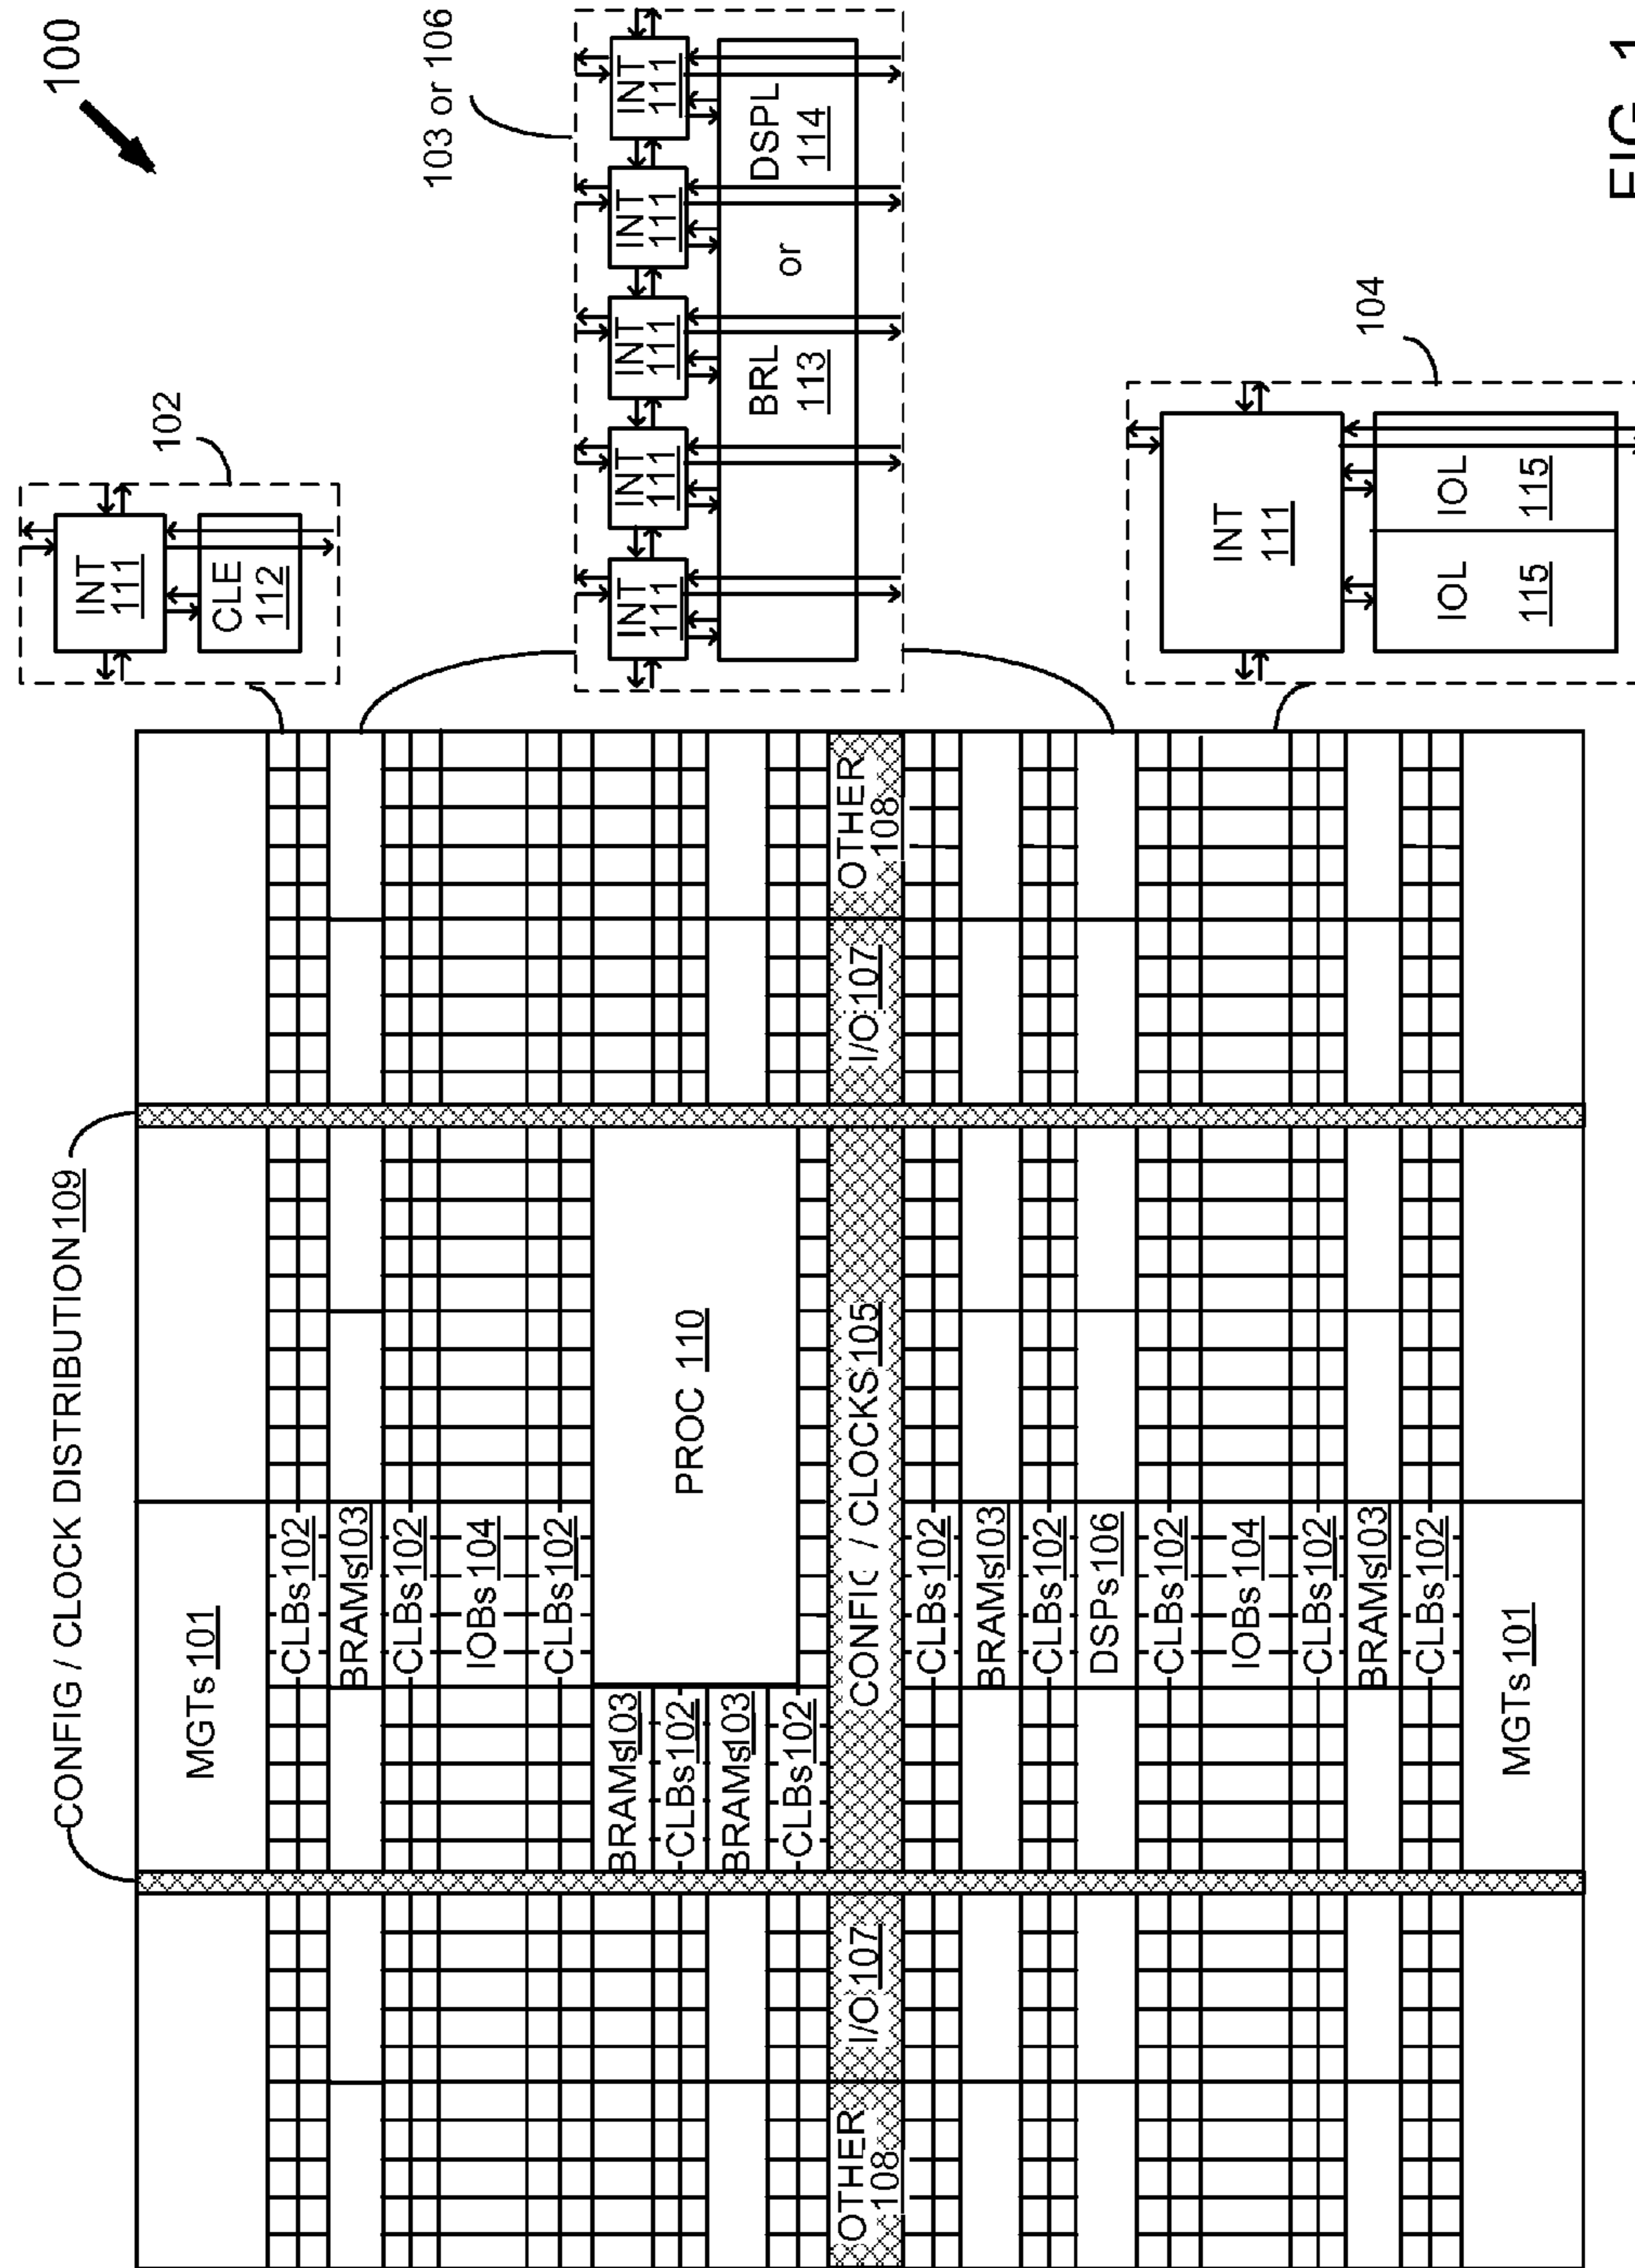 100
CONFIG / CLOCK DISTRIBUTION 109
MGTs 101
CLBs 102
BRAMs 103
CLBs 102
IOBs 104
CLBs 102
BRAMs 103
CLBs 102
BRAMs 103
CLBs 102
PROC 110
OTHER
108
I/O 107
CONFIG / CLOCKS 105
I/O 107
OTHER
108
CLBs 102
BRAMs 103
CLBs 102
DSPs 106
CLBs 102
IOBs 104
CLBs 102
BRAMs 103
CLBs 102
MGTs 101
102
INT
111
CLE
112
103 or 106
INT
111
INT
111
INT
111
INT
111
INT
111
BRL
113
or
DSPL
114
104
INT
111
IOL
115
IOL
115
FIG. 1